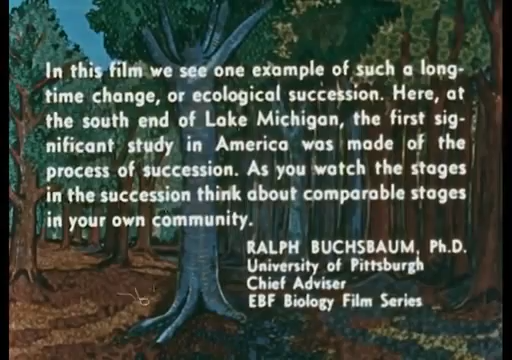 In this film we see one example of such a long-
time change, or ecological succession. Here, at
the south end of Lake Michigan, the first sig-
nificant study in America was made of the
process of succession. As you watch the stages
in the succession think about comparable stages
in your own community.
RALPH BUCHSBAUM, Ph.D.
University of Pittsburgh
Chief Adviser
EBF Biology Film Series